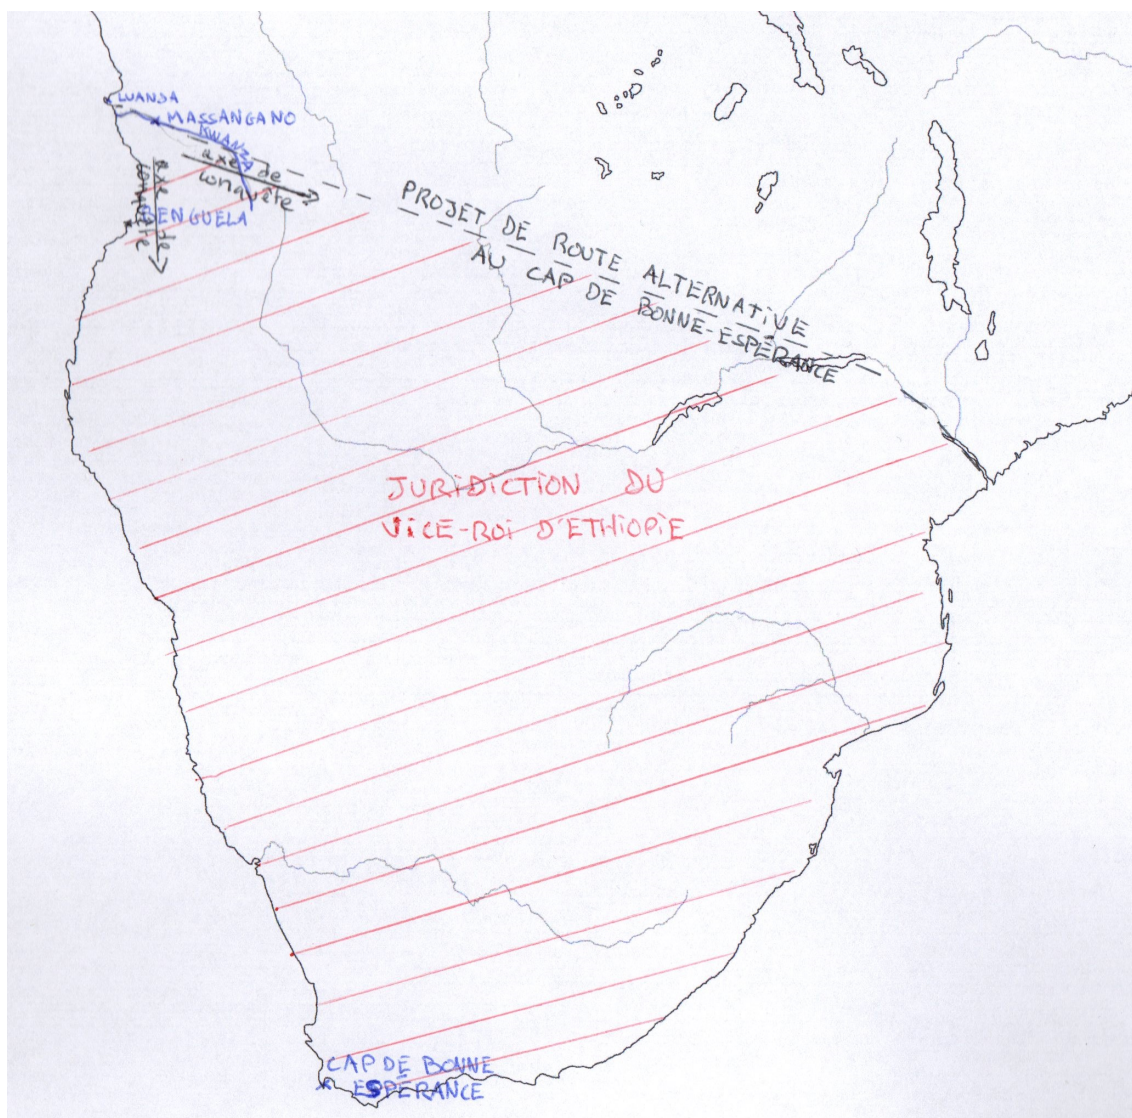 LUANDA
MASSANGANO
KWANZA
axe de
conquête
axe de
conquête
BENGUELA
PROJET DE ROUTE ALTERNATIVE
AU CAP DE BONNE-ESPÉRANCE
JURIDICTION DU
VICE-ROI D'ETHIOPIE
CAP DE BONNE
ESPÉRANCE